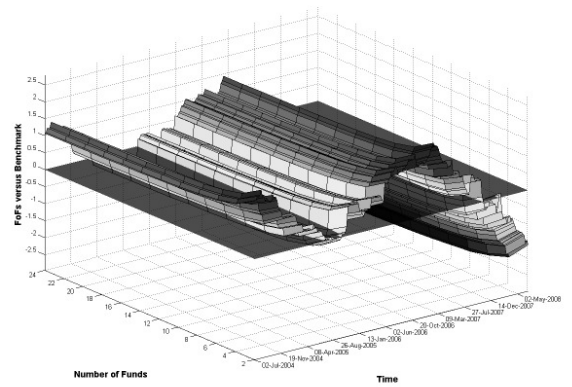 2.5
2
1.5
1
0.5
0
-0.5
-1
-1.5
-2
-2.5
FoFs versus Benchmark
24
22
20
18
16
14
12
10
8
6
4
2
Number of Funds
02-Jul-2004
19-Nov-2004
08-Apr-2005
26-Aug-2005
13-Jan-2006
02-Jun-2006
20-Oct-2006
09-Mar-2007
27-Jul-2007
14-Dec-2007
02-May-2008
Time